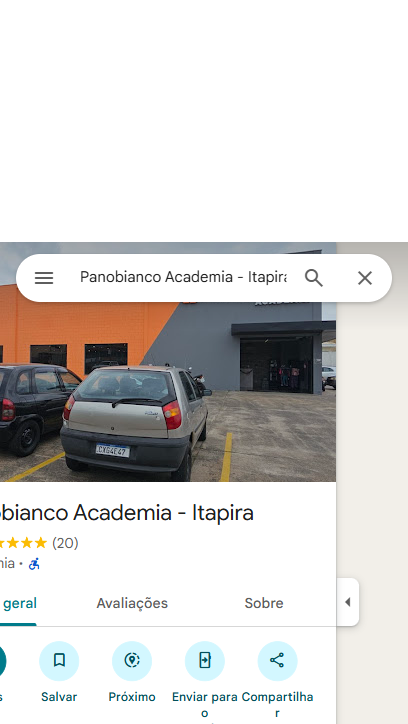 Panobianco Academia - Itapira
CXG4E47
obianco Academia - Itapira
(20)
nia ·
geral
Avaliações
Sobre
s
Salvar
Próximo
Enviar para o
Compartilhar